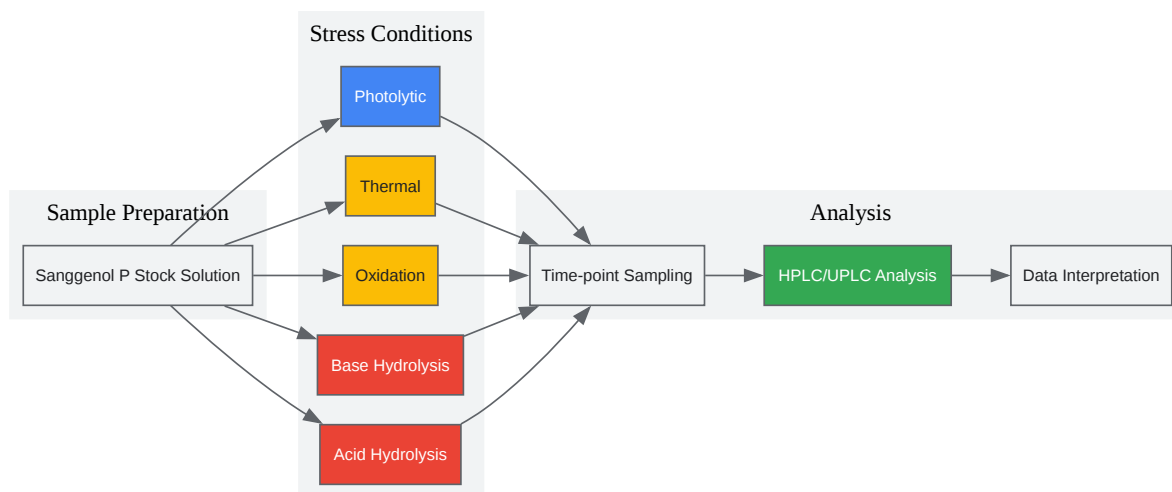 Stress Conditions
Photolytic
Thermal
Sample Preparation
Analysis
Sanggenol P Stock Solution
Oxidation
Time-point Sampling
HPLC/UPLC Analysis
Data Interpretation
Base Hydrolysis
Acid Hydrolysis